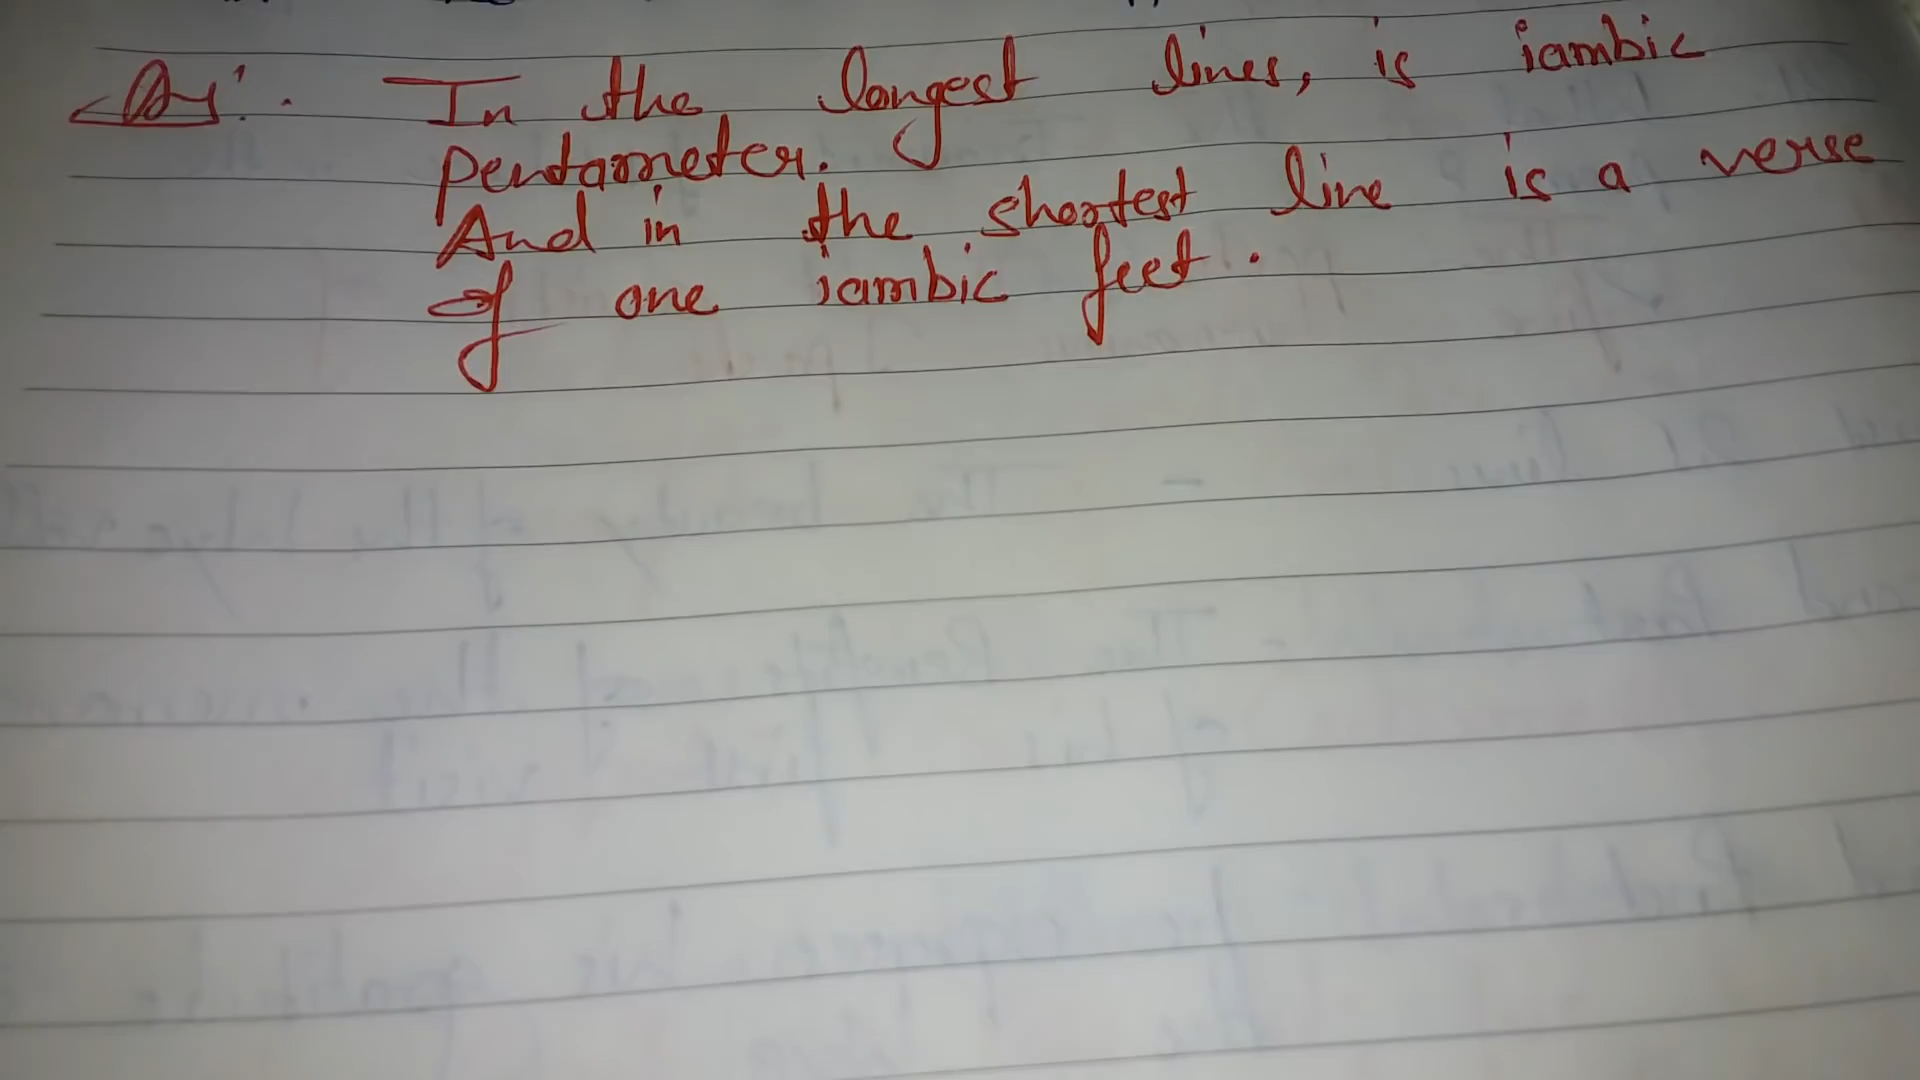 Ans:. In the longest lines, is iambic
pentameter.
And in the shortest line is a verse
of one iambic feet.